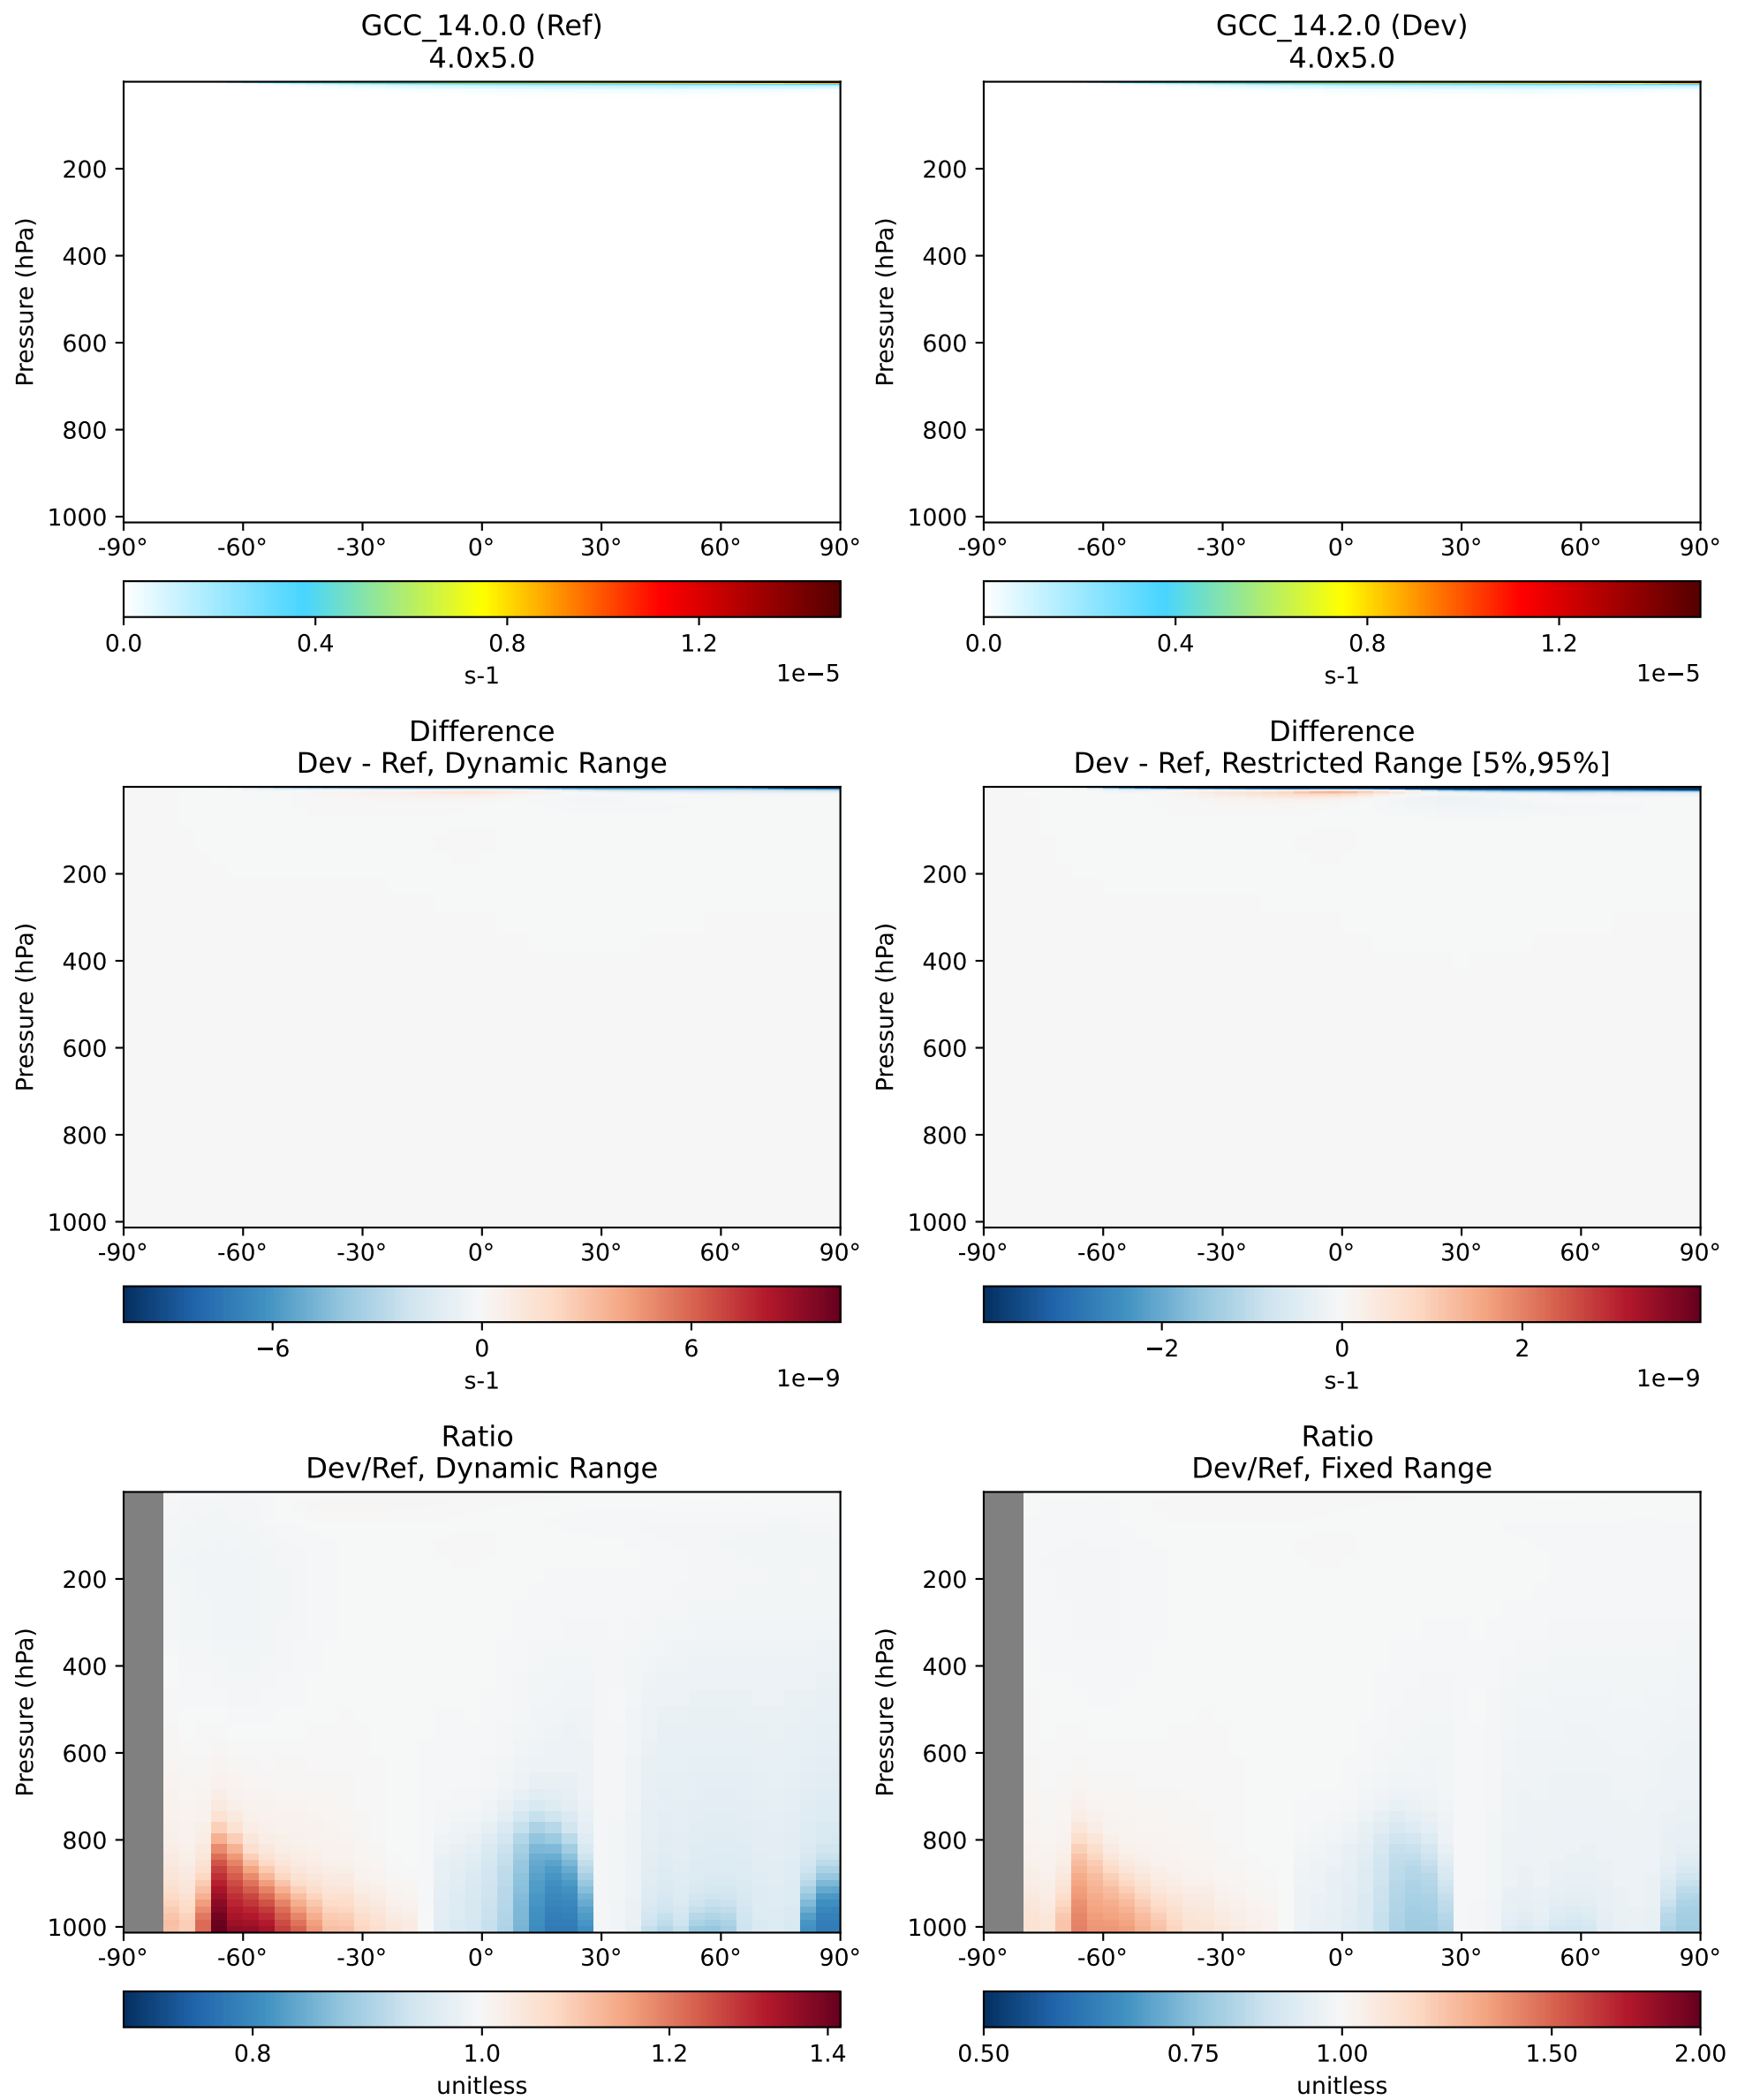 GCC_14.0.0 (Ref)
4.0x5.0
Pressure (hPa)
200
400
600
800
1000
-90° -60° -30° 0° 30° 60° 90°
0.0 0.4 0.8 1.2
s-1
1e−5
GCC_14.2.0 (Dev)
4.0x5.0
Pressure (hPa)
200
400
600
800
1000
-90° -60° -30° 0° 30° 60° 90°
0.0 0.4 0.8 1.2
s-1
1e−5
Difference
Dev - Ref, Dynamic Range
Pressure (hPa)
200
400
600
800
1000
-90° -60° -30° 0° 30° 60° 90°
−6 0 6
s-1
1e−9
Difference
Dev - Ref, Restricted Range [5%,95%]
Pressure (hPa)
200
400
600
800
1000
-90° -60° -30° 0° 30° 60° 90°
−2 0 2
s-1
1e−9
Ratio
Dev/Ref, Dynamic Range
Pressure (hPa)
200
400
600
800
1000
-90° -60° -30° 0° 30° 60° 90°
0.8 1.0 1.2 1.4
unitless
Ratio
Dev/Ref, Fixed Range
Pressure (hPa)
200
400
600
800
1000
-90° -60° -30° 0° 30° 60° 90°
0.50 0.75 1.00 1.50 2.00
unitless